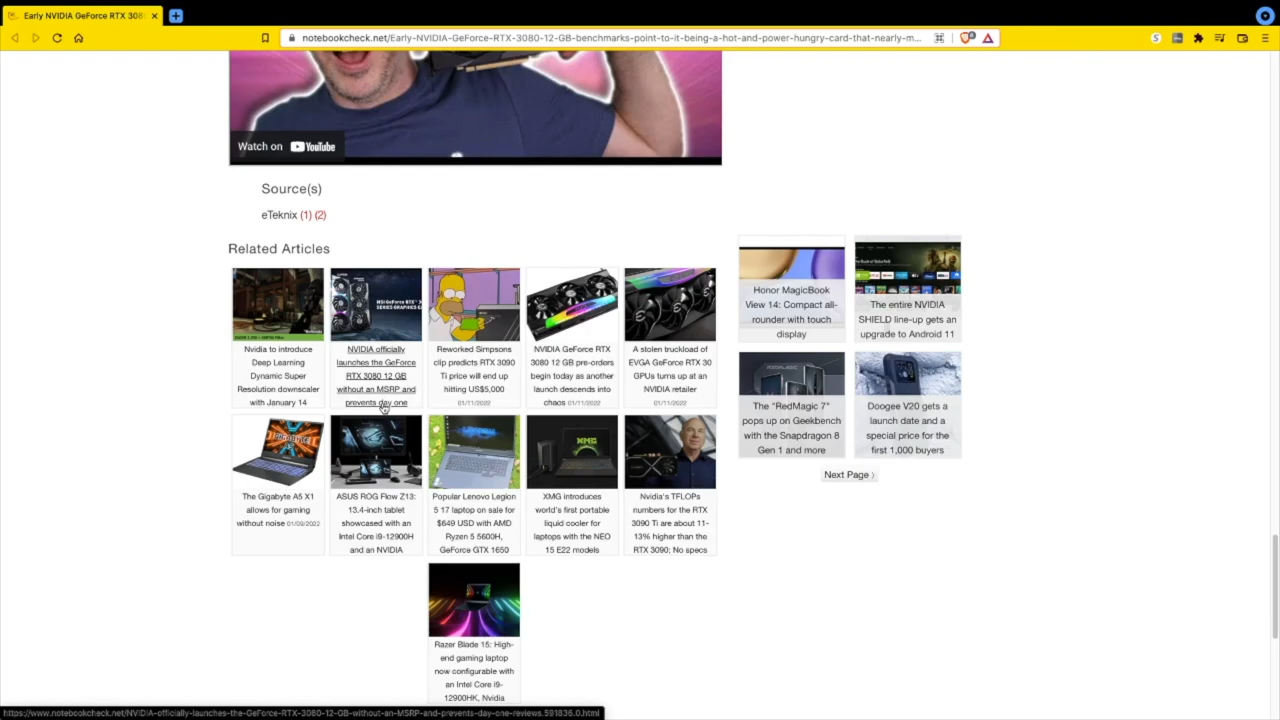 Early NVIDIA GeForce RTX 308
notebookcheck.net/Early-NVIDIA-GeForce-RTX-3080-12-GB-benchmarks-point-to-it-being-a-hot-and-power-hungry-card-that-nearly-m...
Watch on YouTube
Source(s)
eTeknix (1) (2)
Related Articles
Nvidia to introduce
Deep Learning
Dynamic Super
Resolution downscaler
with January 14
NVIDIA officially
launches the GeForce
RTX 3080 12 GB
without an MSRP and
prevents day one
Reworked Simpsons
clip predicts RTX 3090
Ti price will end up
hitting US$5,000
01/11/2022
NVIDIA GeForce RTX
3080 12 GB pre-orders
begin today as another
launch descends into
chaos 01/11/2022
A stolen truckload of
EVGA GeForce RTX 30
GPUs turns up at an
NVIDIA retailer
01/11/2022
The Gigabyte A5 X1
allows for gaming
without noise 01/09/2022
ASUS ROG Flow Z13:
13.4-inch tablet
showcased with an
Intel Core i9-12900H
and an NVIDIA
Popular Lenovo Legion
5 17 laptop on sale for
$649 USD with AMD
Ryzen 5 5600H,
GeForce GTX 1650
XMG introduces
world's first portable
liquid cooler for
laptops with the NEO
15 E22 models
Nvidia's TFLOPs
numbers for the RTX
3090 Ti are about 11-
13% higher than the
RTX 3090; No specs
Razer Blade 15: High-
end gaming laptop
now configurable with
an Intel Core i9-
12900HK, Nvidia
Honor MagicBook
View 14: Compact all-
rounder with touch
display
The entire NVIDIA
SHIELD line-up gets an
upgrade to Android 11
The "RedMagic 7"
pops up on Geekbench
with the Snapdragon 8
Gen 1 and more
Doogee V20 gets a
launch date and a
special price for the
first 1,000 buyers
Next Page ⟩
https://www.notebookcheck.net/NVIDIA-officially-launches-the-GeForce-RTX-3080-12-GB-without-an-MSRP-and-prevents-day-one-reviews.591836.0.html